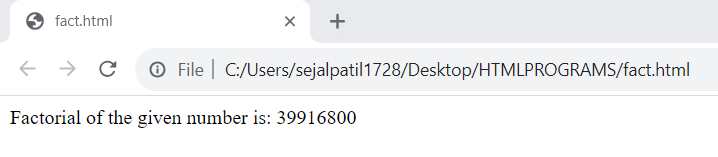 fact.html
File | C:/Users/sejalpatil1728/Desktop/HTMLPROGRAMS/fact.html
Factorial of the given number is: 39916800